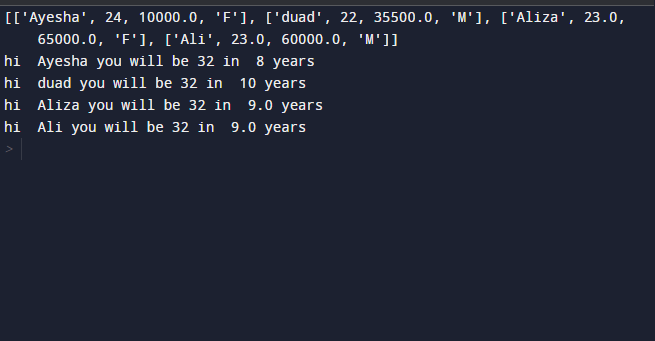 [['Ayesha', 24, 10000.0, 'F'], ['duad', 22, 35500.0, 'M'], ['Aliza', 23.0,
    65000.0, 'F'], ['Ali', 23.0, 60000.0, 'M']]
hi  Ayesha you will be 32 in  8 years
hi  duad you will be 32 in  10 years
hi  Aliza you will be 32 in  9.0 years
hi  Ali you will be 32 in  9.0 years
>